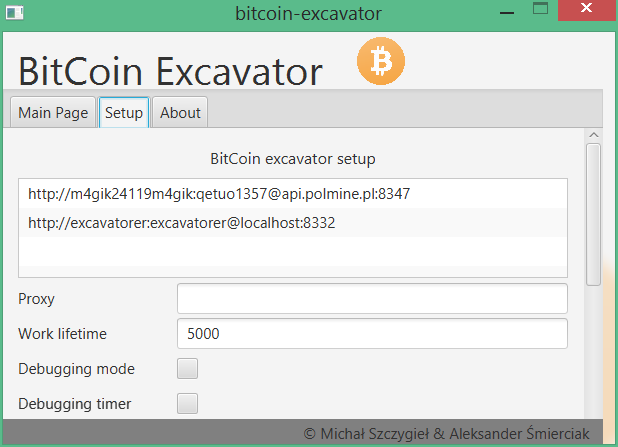 bitcoin-excavator
BitCoin Excavator
Main Page Setup About
BitCoin excavator setup
http://m4gik24119m4gik:qetuo1357@api.polmine.pl:8347
http://excavatorer:excavatorer@localhost:8332
Proxy
Work lifetime 5000
Debugging mode
Debugging timer
© Michał Szczygieł & Aleksander Śmierciak